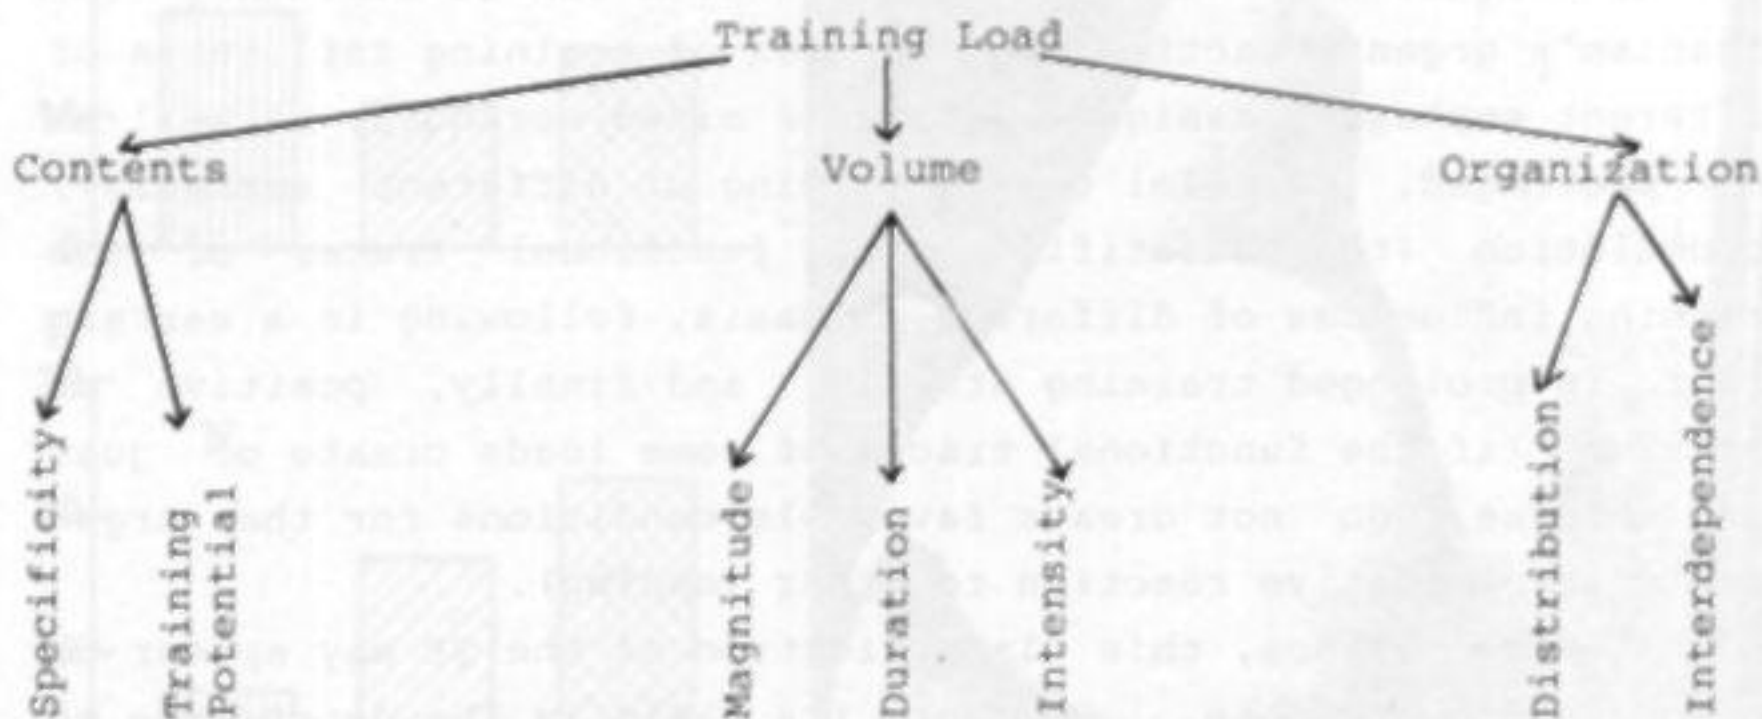 Training Load
Contents
Volume
Organization
Specificity
Training
Potential
Magnitude
Duration
Intensity
Distribution
Interdependence